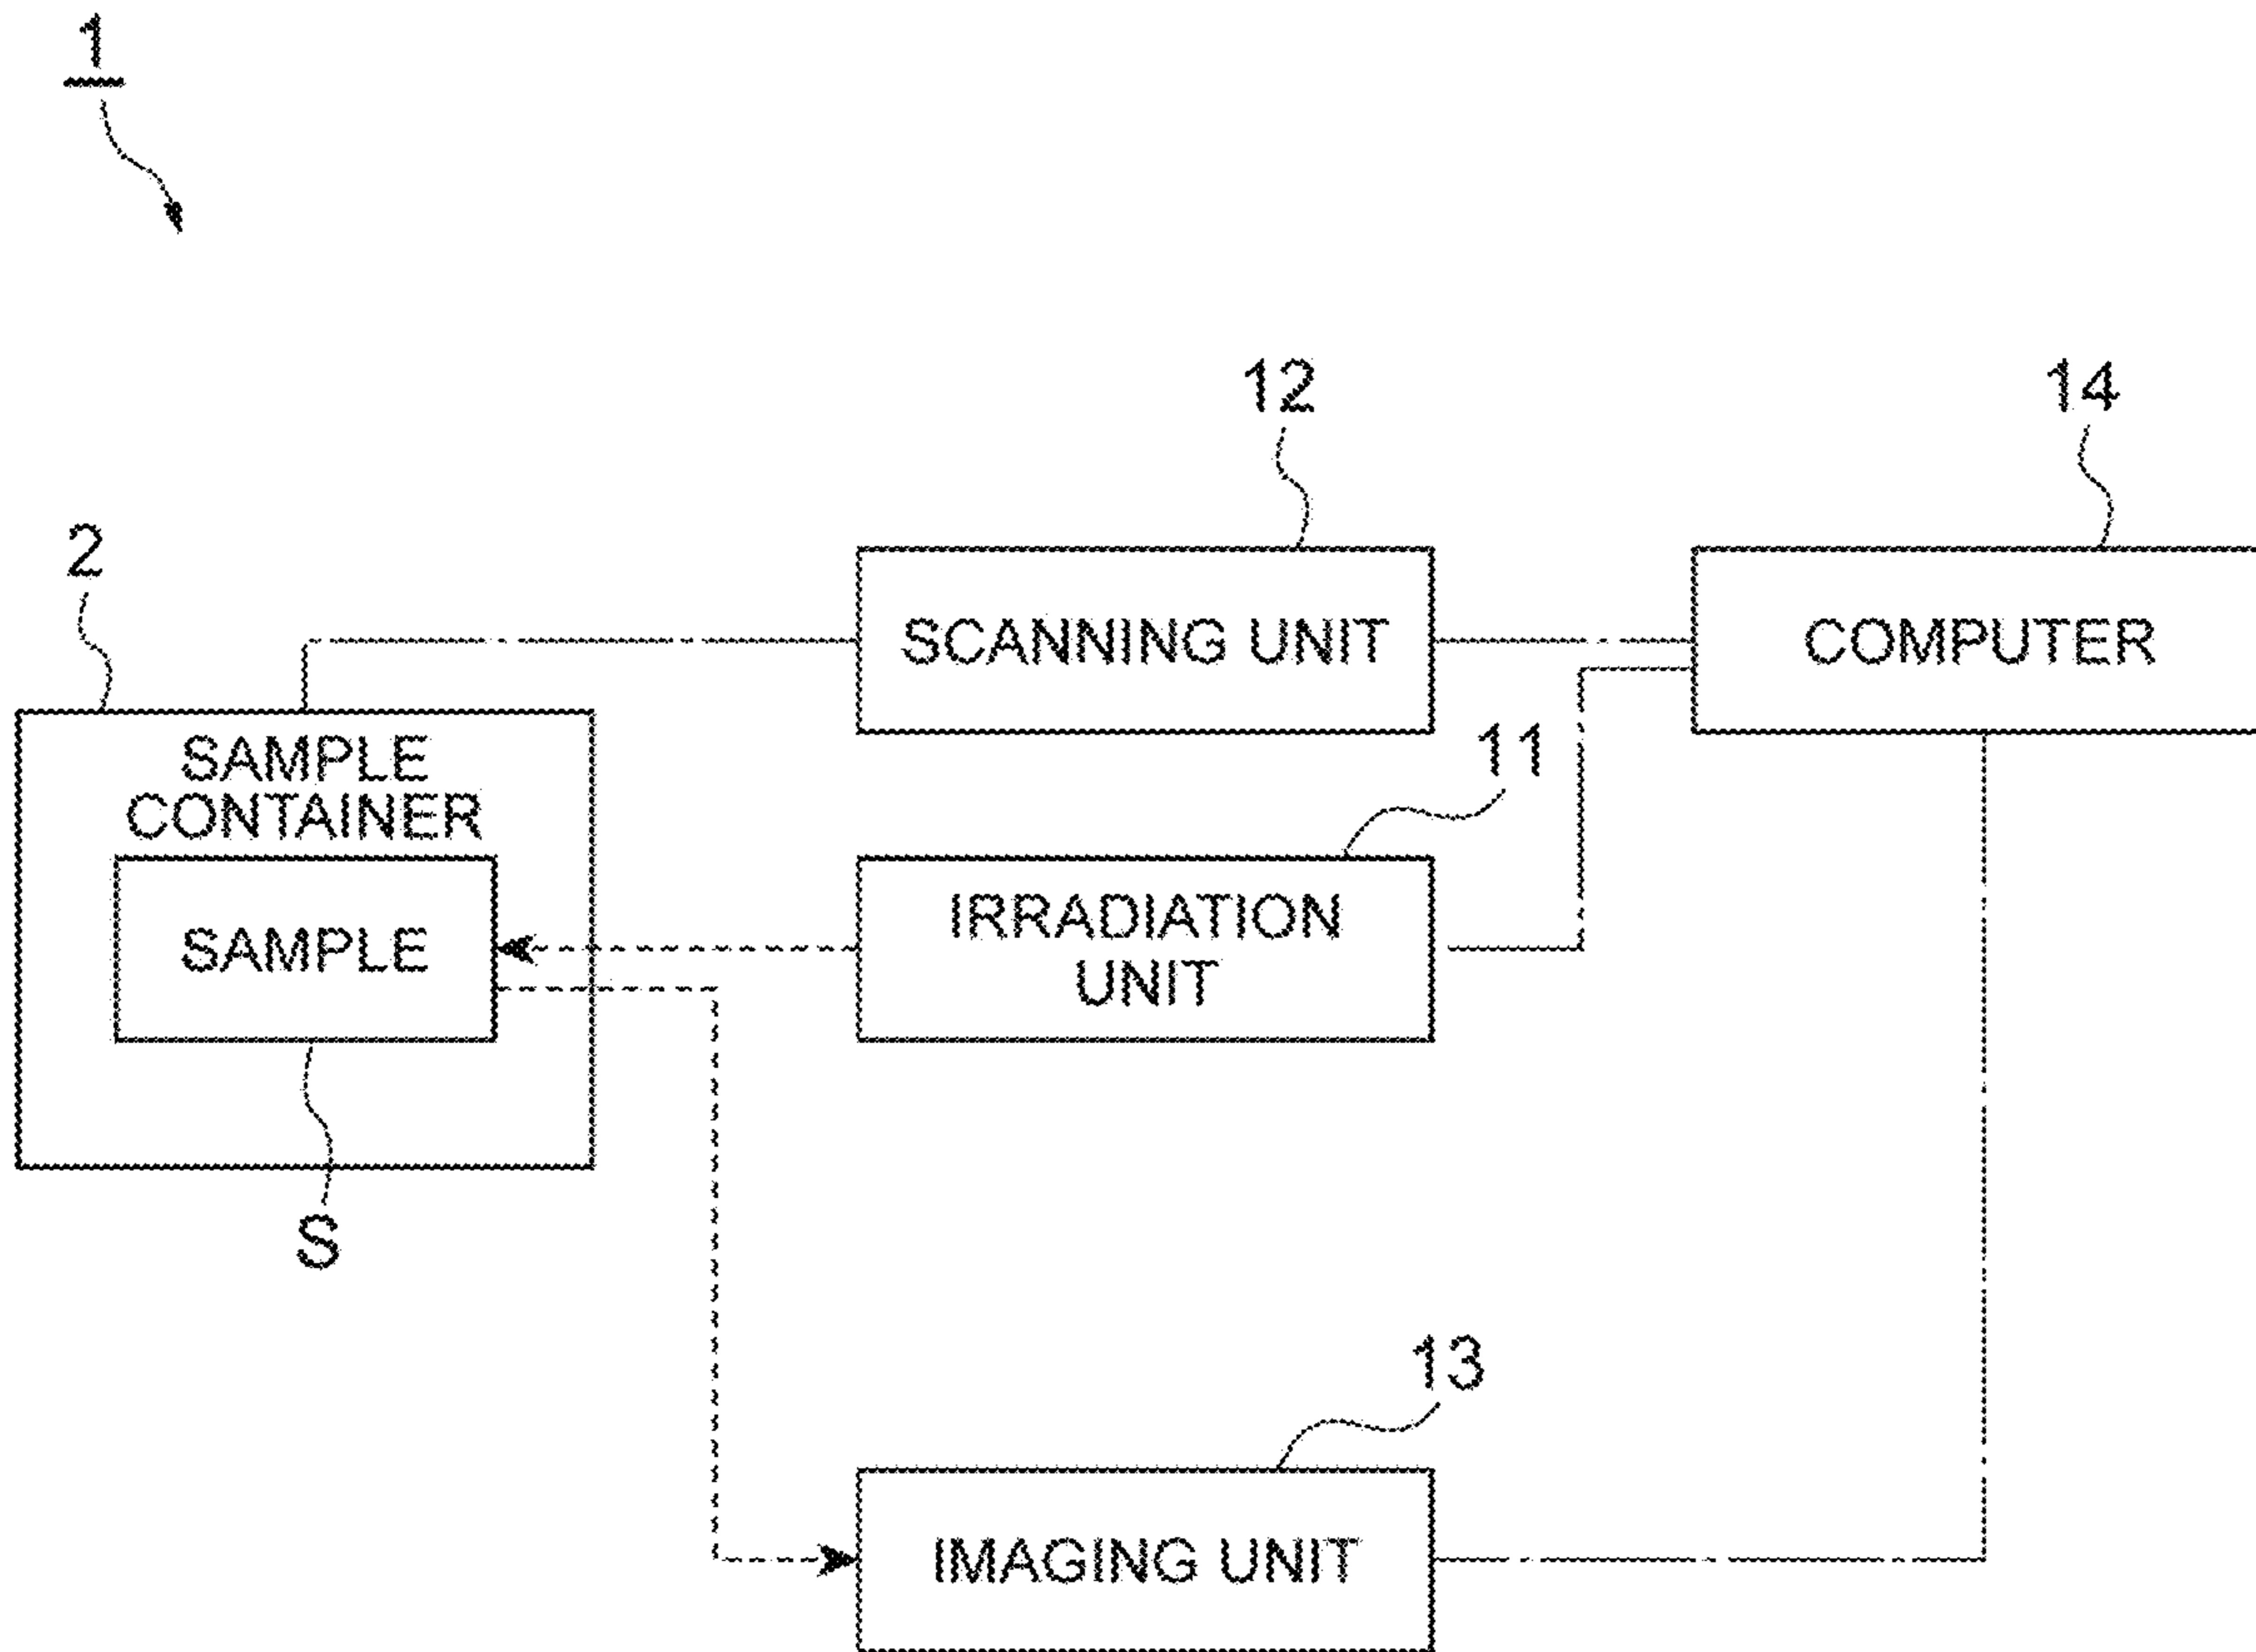 1
12
14
2
SCANNING UNIT
COMPUTER
11
SAMPLE
CONTAINER
IRRADIATION
UNIT
SAMPLE
S
13
IMAGING UNIT